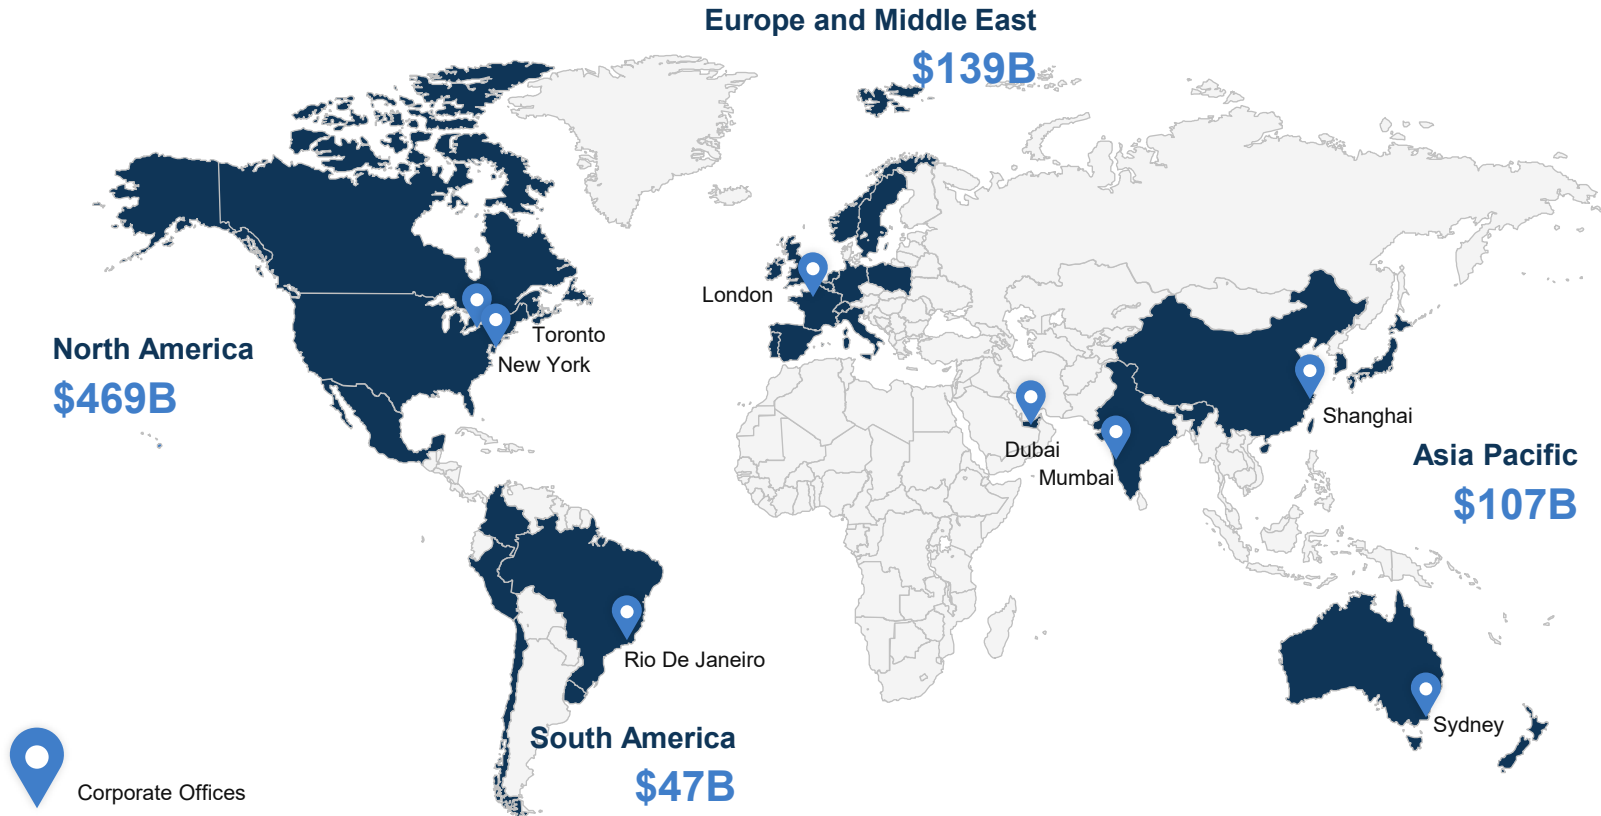 Europe and Middle East
$139B
London
Toronto
New York
North America
$469B
Shanghai
Dubai
Mumbai
Asia Pacific
$107B
Rio De Janeiro
Sydney
South America
$47B
Corporate Offices